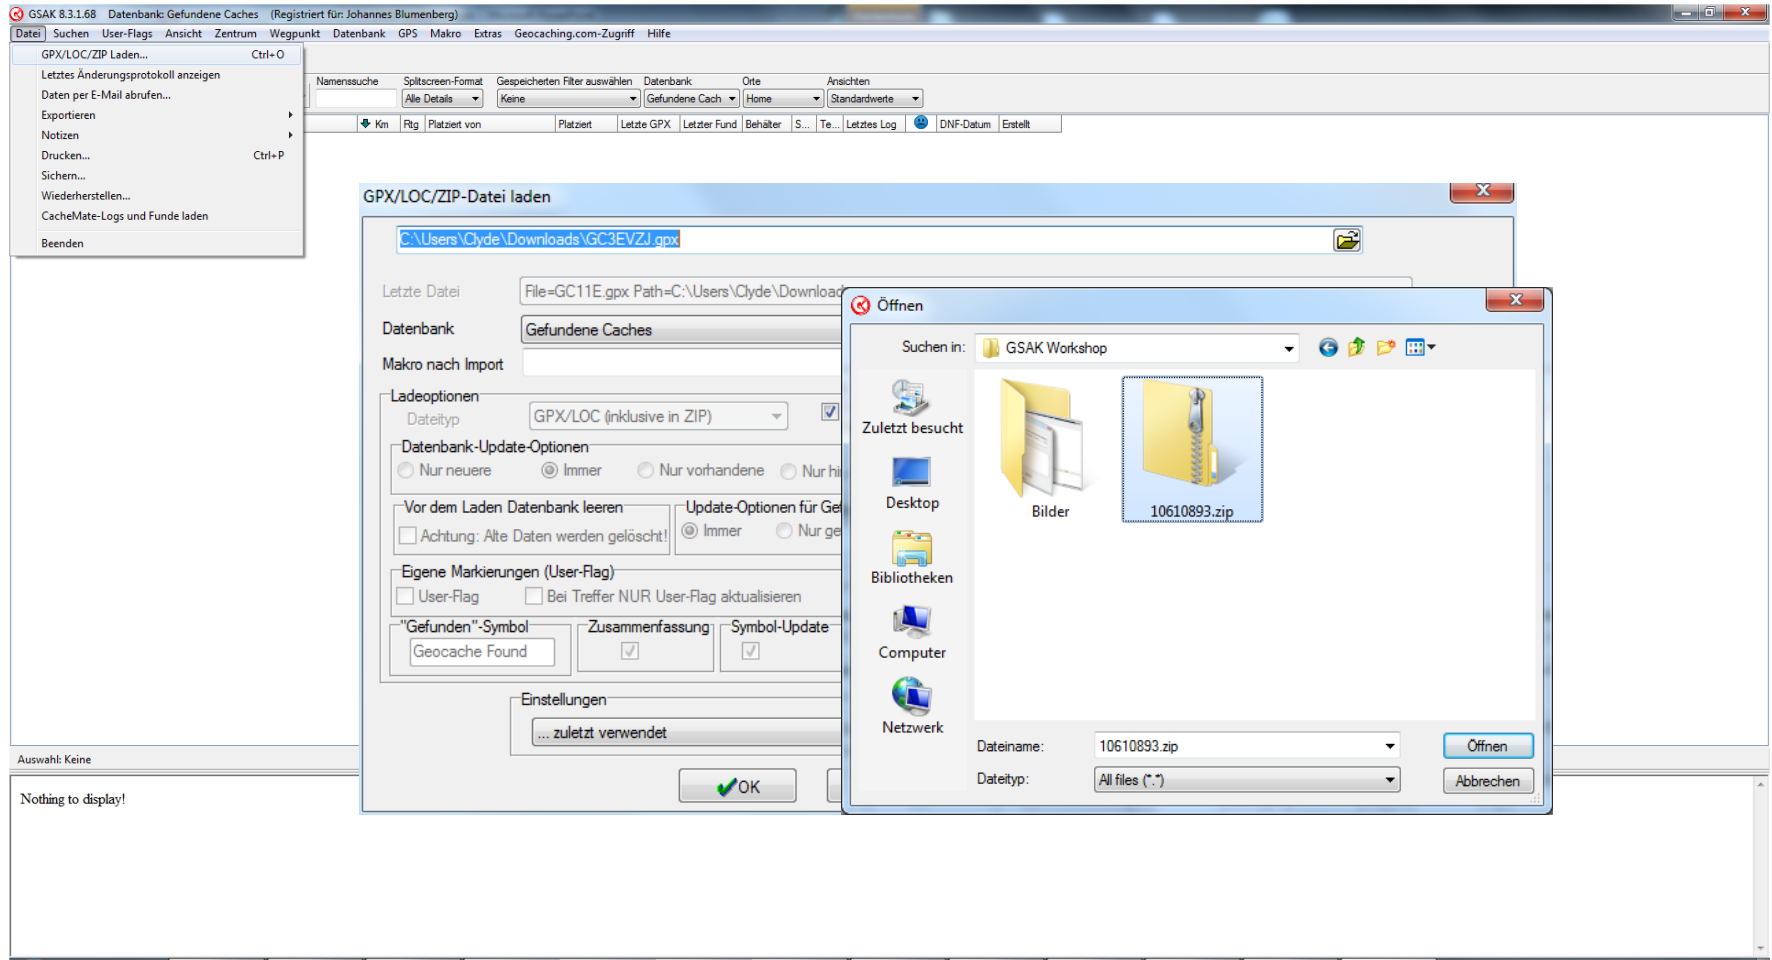 GSAK 8.3.1.68 Datenbank: Gefundene Caches (Registriert für: Johannes Blumenberg)
Datei Suchen User-Flags Ansicht Zentrum Wegpunkt Datenbank GPS Makro Extras Geocaching.com-Zugriff Hilfe
GPX/LOC/ZIP Laden... Ctrl+O
Letztes Änderungsprotokoll anzeigen
Daten per E-Mail abrufen...
Exportieren
Notizen
Drucken... Ctrl+P
Sichern...
Wiederherstellen...
CacheMate-Logs und Funde laden
Beenden
Namenssuche Splitscreen-Format Gespeicherten Filter auswählen Datenbank Orte Ansichten
Alle Details Keine Gefundene Cach Home Standardwerte
Km Rtg Platziert von Platziert Letzte GPX Letzter Fund Behälter S... Te... Letztes Log DNF-Datum Erstellt
GPX/LOC/ZIP-Datei laden
C:\Users\Clyde\Downloads\GC3EVZJ.gpx
Letzte Datei File=GC11E.gpx Path=C:\Users\Clyde\Download
Datenbank Gefundene Caches
Makro nach Import
Ladeoptionen
Dateityp GPX/LOC (inklusive in ZIP)
Datenbank-Update-Optionen
Nur neuere Immer Nur vorhandene Nur hi
Vor dem Laden Datenbank leeren Update-Optionen für Gef
Achtung: Alte Daten werden gelöscht! Immer Nur ge
Eigene Markierungen (User-Flag)
User-Flag Bei Treffer NUR User-Flag aktualisieren
"Gefunden"-Symbol Zusammenfassung Symbol-Update
Geocache Found
Einstellungen
... zuletzt verwendet
OK
Öffnen
Suchen in: GSAK Workshop
Zuletzt besucht
Desktop
Bibliotheken
Computer
Netzwerk
Bilder 10610893.zip
Dateiname: 10610893.zip Öffnen
Dateityp: All files (*.*) Abbrechen
Auswahl: Keine
Nothing to display!